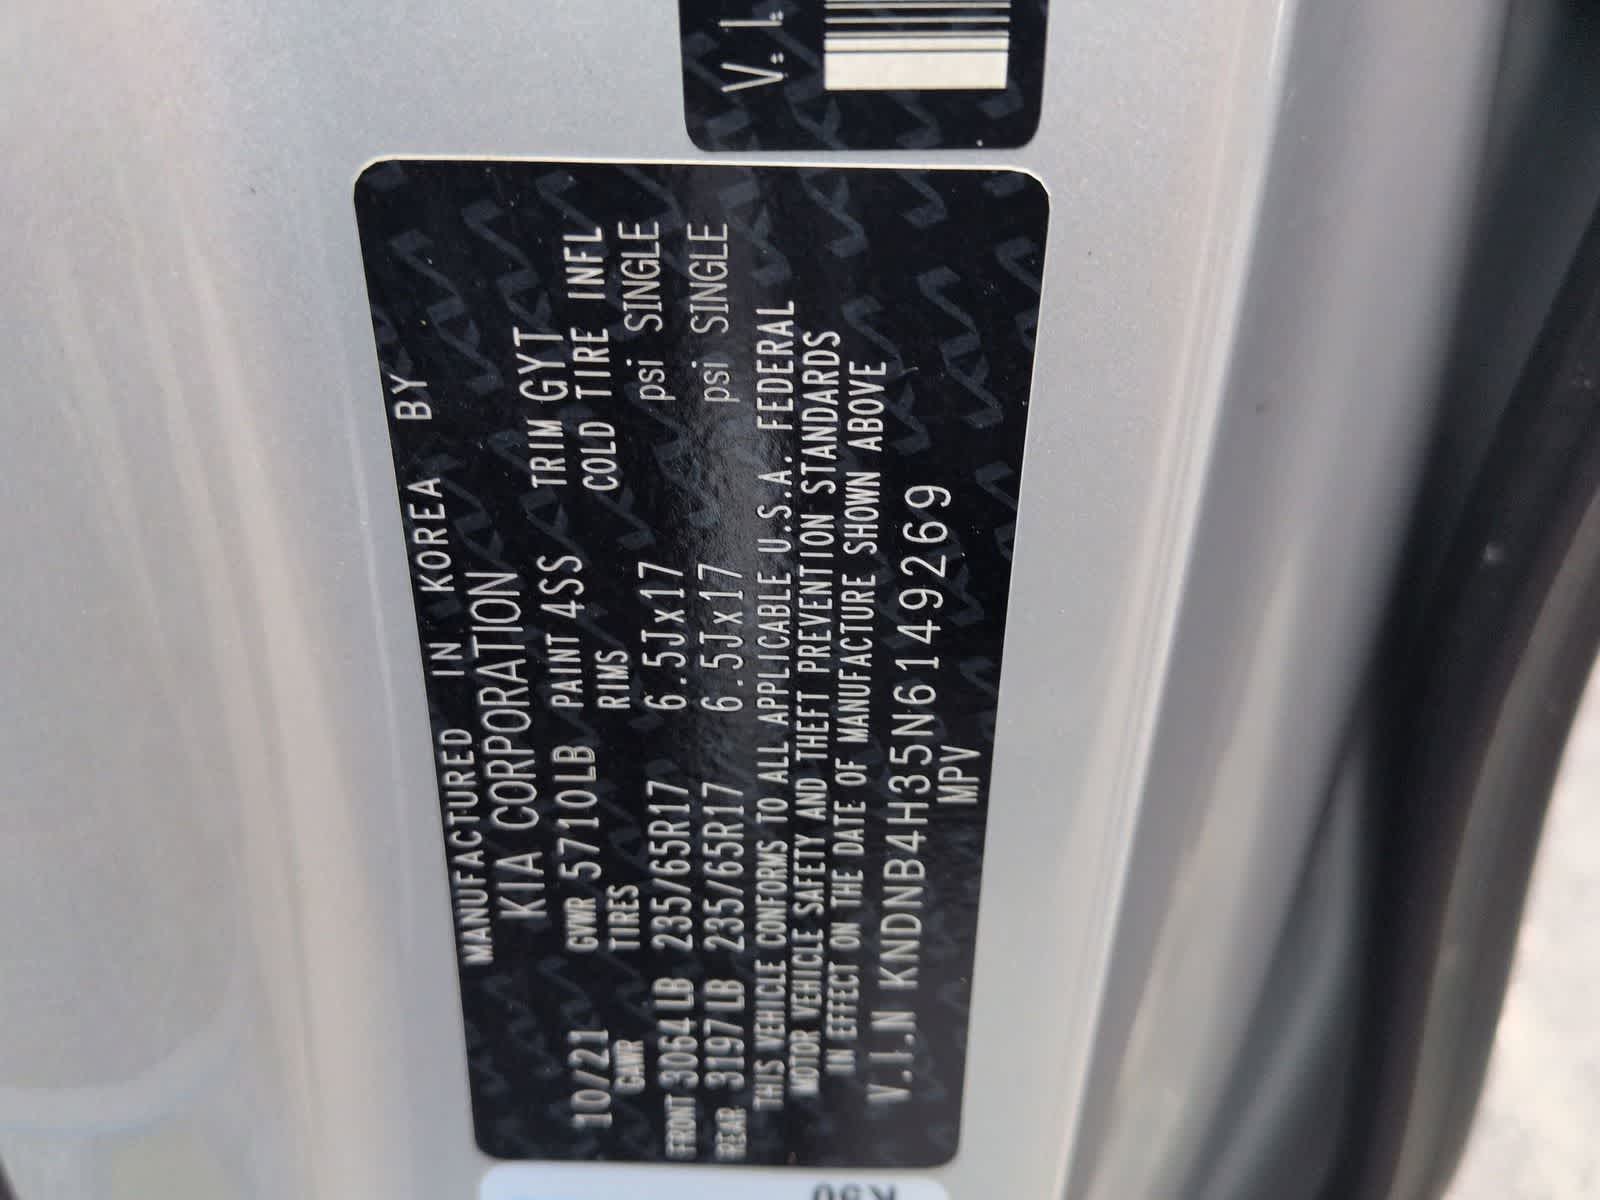 V.I.
MANUFACTURED IN KOREA BY
KIA CORPORATION
10/21 GVWR 5710LB PAINT 4SS TRIM GYT
GAWR TIRES RIMS COLD TIRE INFL
FRONT 3064LB 235/65R17 6.5Jx17 psi SINGLE
REAR 3197LB 235/65R17 6.5Jx17 psi SINGLE
THIS VEHICLE CONFORMS TO ALL APPLICABLE U.S.A. FEDERAL
MOTOR VEHICLE SAFETY AND THEFT PREVENTION STANDARDS
IN EFFECT ON THE DATE OF MANUFACTURE SHOWN ABOVE
V.I.N KNDNB4H35N6149269
MPV